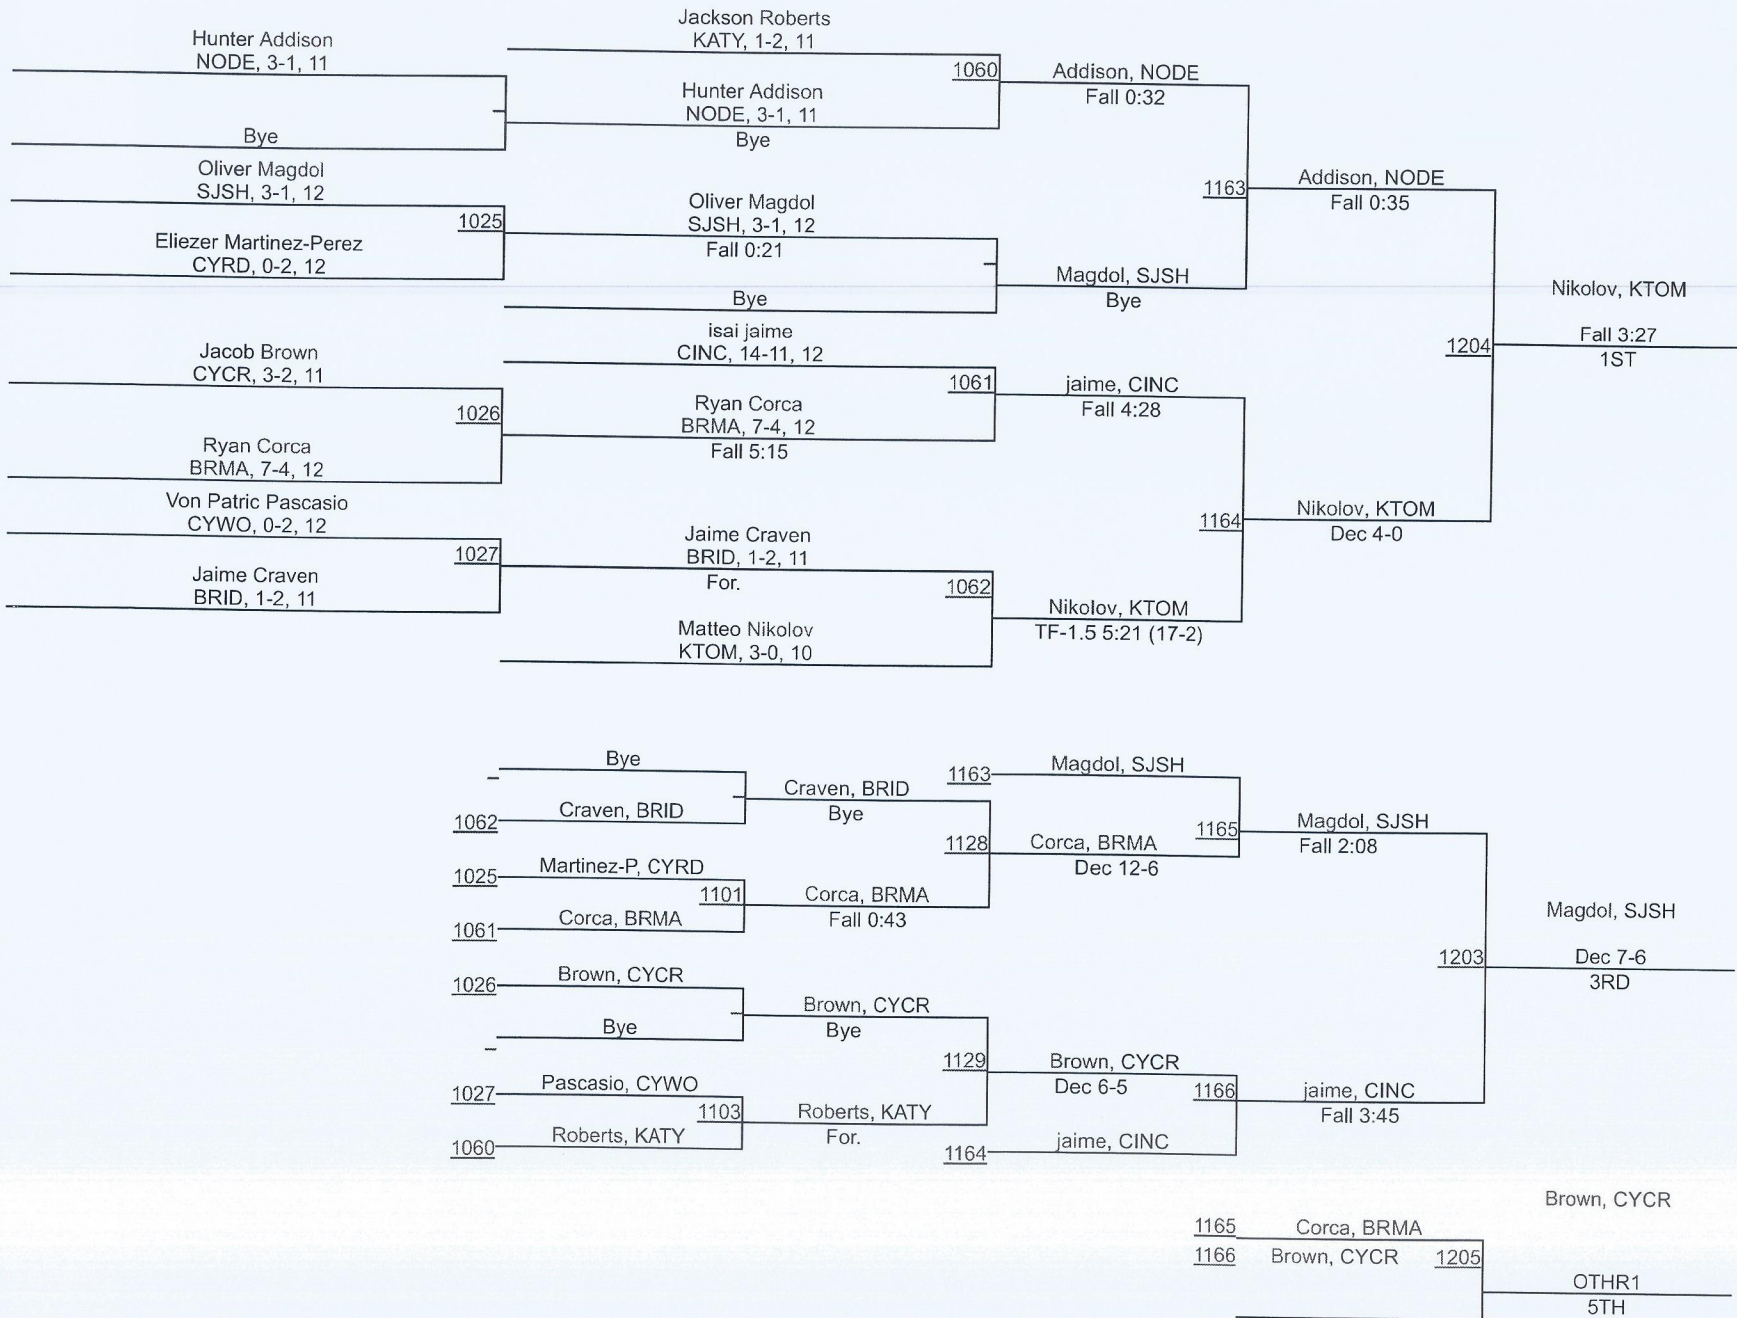 Jackson Roberts
KATY, 1-2, 11
Hunter Addison
NODE, 3-1, 11
1060
Addison, NODE
Fall 0:32
Hunter Addison
NODE, 3-1, 11
Bye
Bye
Oliver Magdol
SJSH, 3-1, 12
1163
Addison, NODE
Fall 0:35
Oliver Magdol
SJSH, 3-1, 12
Fall 0:21
1025
Eliezer Martinez-Perez
CYRD, 0-2, 12
Magdol, SJSH
Bye
Bye
Nikolov, KTOM
Fall 3:27
1ST
1204
isai jaime
CINC, 14-11, 12
Jacob Brown
CYCR, 3-2, 11
1061
jaime, CINC
Fall 4:28
1026
Ryan Corca
BRMA, 7-4, 12
Fall 5:15
Ryan Corca
BRMA, 7-4, 12
Von Patric Pascasio
CYWO, 0-2, 12
1164
Nikolov, KTOM
Dec 4-0
1027
Jaime Craven
BRID, 1-2, 11
For.
Jaime Craven
BRID, 1-2, 11
1062
Nikolov, KTOM
TF-1.5 5:21 (17-2)
Matteo Nikolov
KTOM, 3-0, 10
Bye
1163
Magdol, SJSH
Craven, BRID
Bye
1062
Craven, BRID
1165
Magdol, SJSH
Fall 2:08
1128
Corca, BRMA
Dec 12-6
1025
Martinez-P, CYRD
1101
Corca, BRMA
Fall 0:43
1061
Corca, BRMA
Magdol, SJSH
Dec 7-6
3RD
1203
1026
Brown, CYCR
Brown, CYCR
Bye
Bye
1129
Brown, CYCR
Dec 6-5
1027
Pascasio, CYWO
1166
jaime, CINC
Fall 3:45
1103
Roberts, KATY
For.
1060
Roberts, KATY
1164
jaime, CINC
Brown, CYCR
1165
Corca, BRMA
1166
Brown, CYCR
1205
OTHR1
5TH